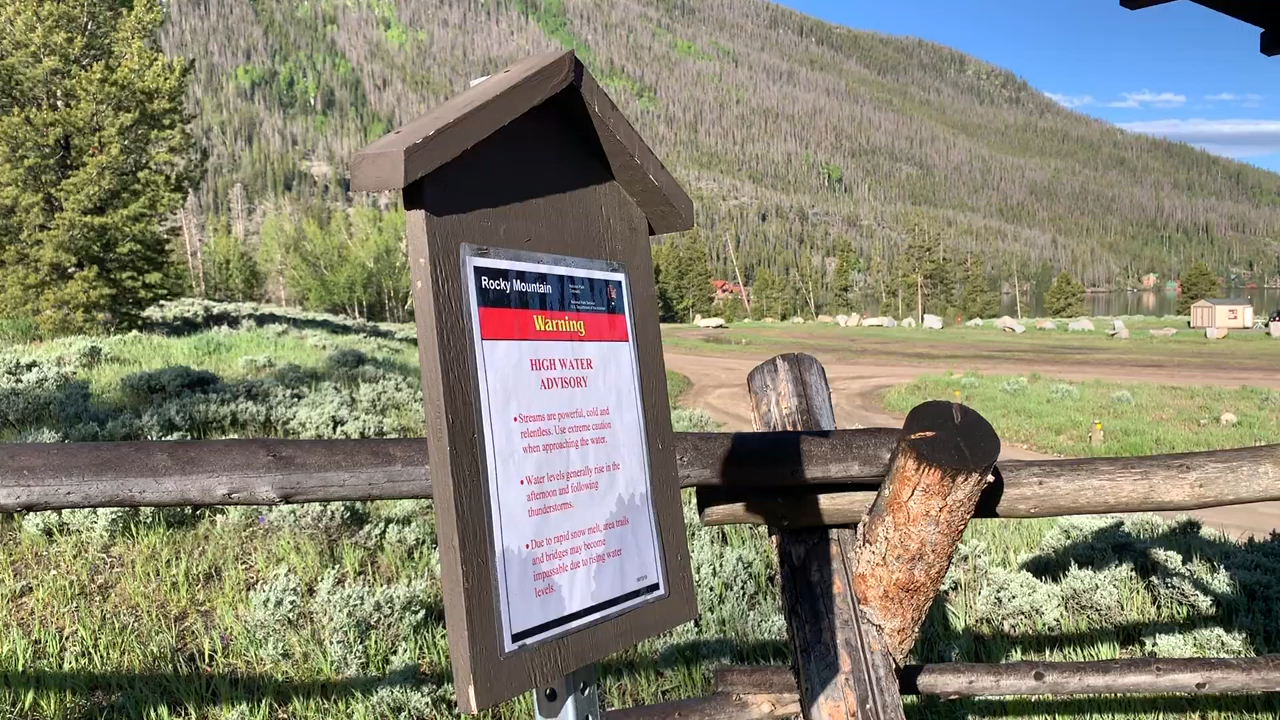 Rocky Mountain
Warning
HIGH WATER
ADVISORY
• Streams are powerful, cold and
relentless. Use extreme caution
when approaching the water.
• Water levels generally rise in the
afternoon and following
thunderstorms.
• Due to rapid snow melt, area trails
and bridges may become
impassable due to rising water
levels.